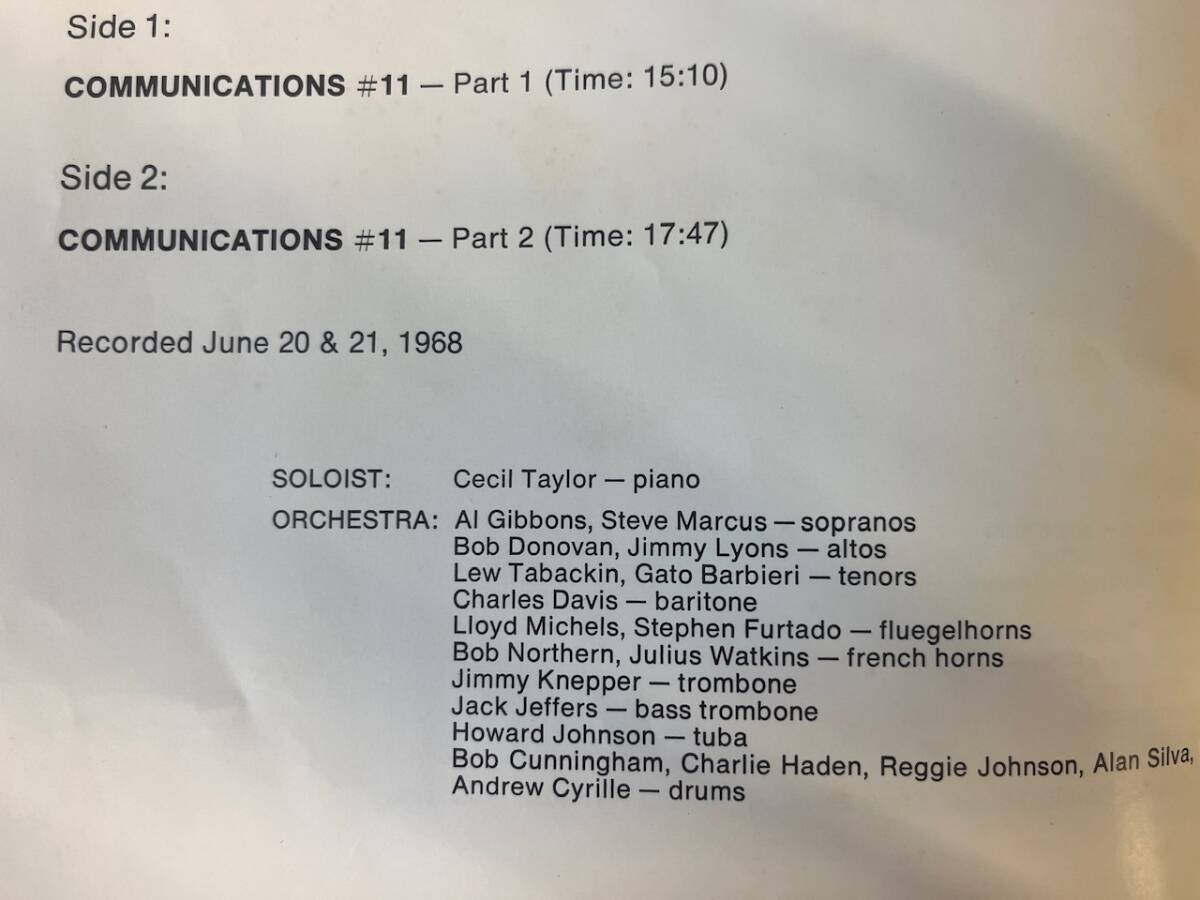 Side 1:
COMMUNICATIONS #11 — Part 1 (Time: 15:10)
Side 2:
COMMUNICATIONS #11 — Part 2 (Time: 17:47)
Recorded June 20 & 21, 1968
SOLOIST: Cecil Taylor — piano
ORCHESTRA: Al Gibbons, Steve Marcus — sopranos
Bob Donovan, Jimmy Lyons — altos
Lew Tabackin, Gato Barbieri — tenors
Charles Davis — baritone
Lloyd Michels, Stephen Furtado — fluegelhorns
Bob Northern, Julius Watkins — french horns
Jimmy Knepper — trombone
Jack Jeffers — bass trombone
Howard Johnson — tuba
Bob Cunningham, Charlie Haden, Reggie Johnson, Alan Silva,
Andrew Cyrille — drums